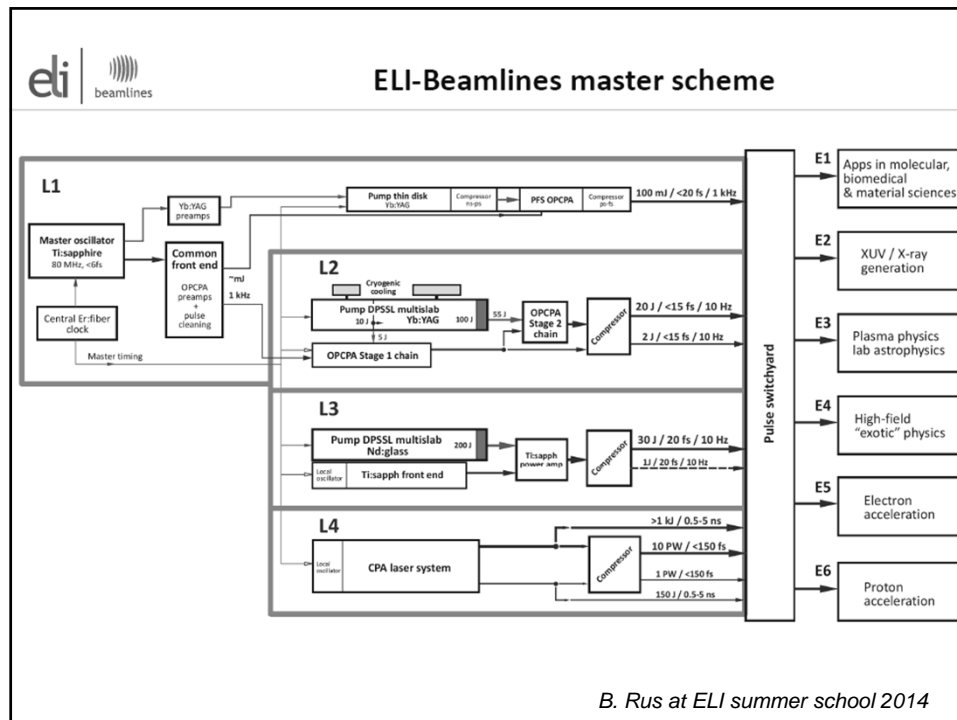 eli
beamlines
ELI-Beamlines master scheme
L1
Master oscillator
Ti:sapphire
80 MHz, <6fs
Central Er:fiber
clock
Master timing
Yb:YAG
preamps
Common
front end
OPCPA
preamps
+
pulse
cleaning
~mJ
1 kHz
Pump thin disk
Yb:YAG
Compressor
ns-ps
PFS OPCPA
Compressor
ps-fs
100 mJ / <20 fs / 1 kHz
L2
Cryogenic
cooling
Pump DPSSL multislab
Yb:YAG
10 J
100 J
55 J
5 J
OPCPA Stage 1 chain
OPCPA
Stage 2
chain
Compressor
20 J / <15 fs / 10 Hz
2 J / <15 fs / 10 Hz
L3
Pump DPSSL multislab
Nd:glass
200 J
Local
oscillator
Ti:sapph front end
Ti:sapph
power amp
Compressor
30 J / 20 fs / 10 Hz
1J / 20 fs / 10 Hz
L4
Local
oscillator
CPA laser system
Compressor
>1 kJ / 0.5-5 ns
10 PW / <150 fs
1 PW / <150 fs
150 J / 0.5-5 ns
Pulse switchyard
E1
Apps in molecular,
biomedical
& material sciences
E2
XUV / X-ray
generation
E3
Plasma physics
lab astrophysics
E4
High-field
“exotic” physics
E5
Electron
acceleration
E6
Proton
acceleration
B. Rus at ELI summer school 2014